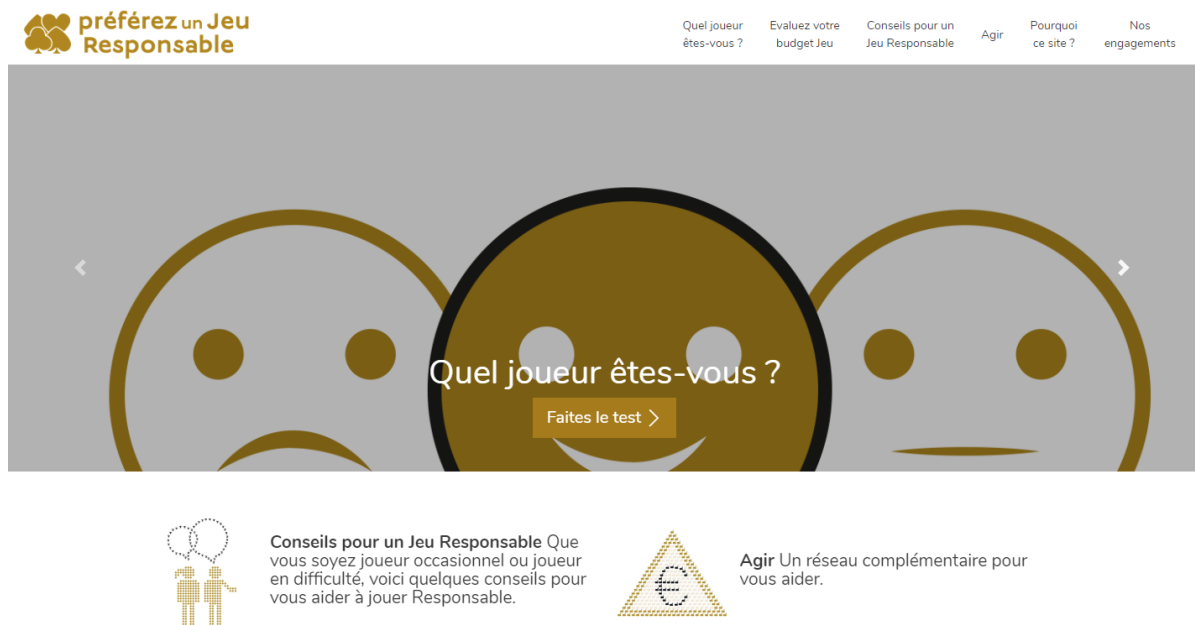 préférez un Jeu
Responsable
Quel joueur
êtes-vous ?
Evaluez votre
budget Jeu
Conseils pour un
Jeu Responsable
Agir
Pourquoi
ce site ?
Nos
engagements
Quel joueur êtes-vous ?
Faites le test
Conseils pour un Jeu Responsable Que
vous soyez joueur occasionnel ou joueur
en difficulté, voici quelques conseils pour
vous aider à jouer Responsable.
€
Agir Un réseau complémentaire pour
vous aider.